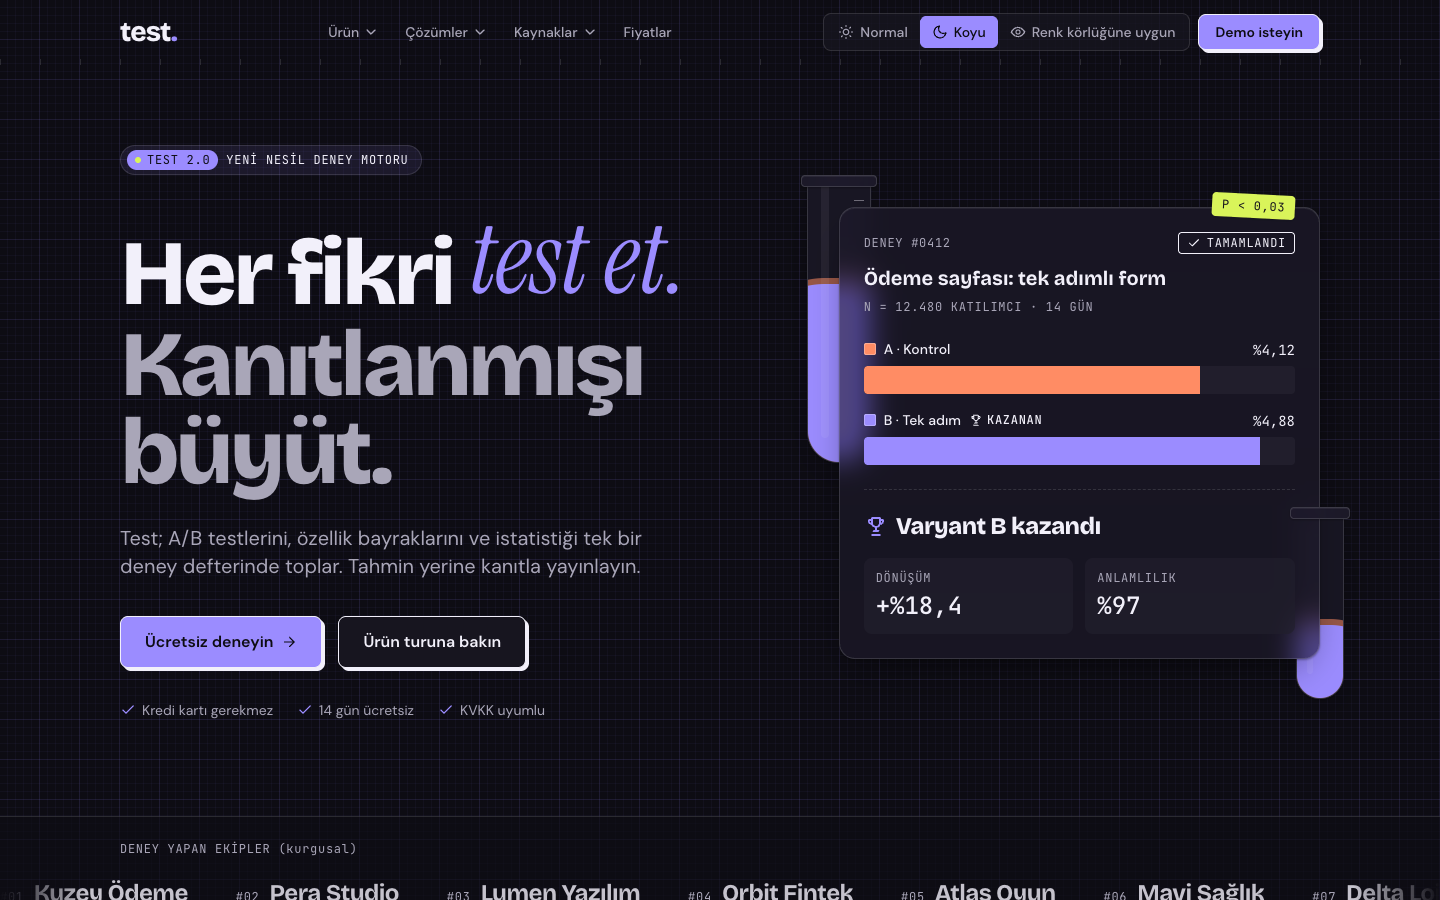 test.
Ürün
Çözümler
Kaynaklar
Fiyatlar
Normal
Koyu
Renk körlüğüne uygun
Demo isteyin
TEST 2.0 YENİ NESİL DENEY MOTORU
Her fikri test et.
Kanıtlanmışı
büyüt.
Test; A/B testlerini, özellik bayraklarını ve istatistiği tek bir
deney defterinde toplar. Tahmin yerine kanıtla yayınlayın.
Ücretsiz deneyin
Ürün turuna bakın
Kredi kartı gerekmez
14 gün ücretsiz
KVKK uyumlu
P < 0,03
DENEY #0412
TAMAMLANDI
Ödeme sayfası: tek adımlı form
N = 12.480 KATILIMCI · 14 GÜN
A · Kontrol
%4,12
B · Tek adım
KAZANAN
%4,88
Varyant B kazandı
DÖNÜŞÜM
+%18,4
ANLAMLILIK
%97
DENEY YAPAN EKİPLER (kurgusal)
Kuzey Ödeme
#02 Pera Studio
#03 Lumen Yazılım
#04 Orbit Fintek
#05 Atlas Oyun
#06 Mavi Sağlık
#07 Delta